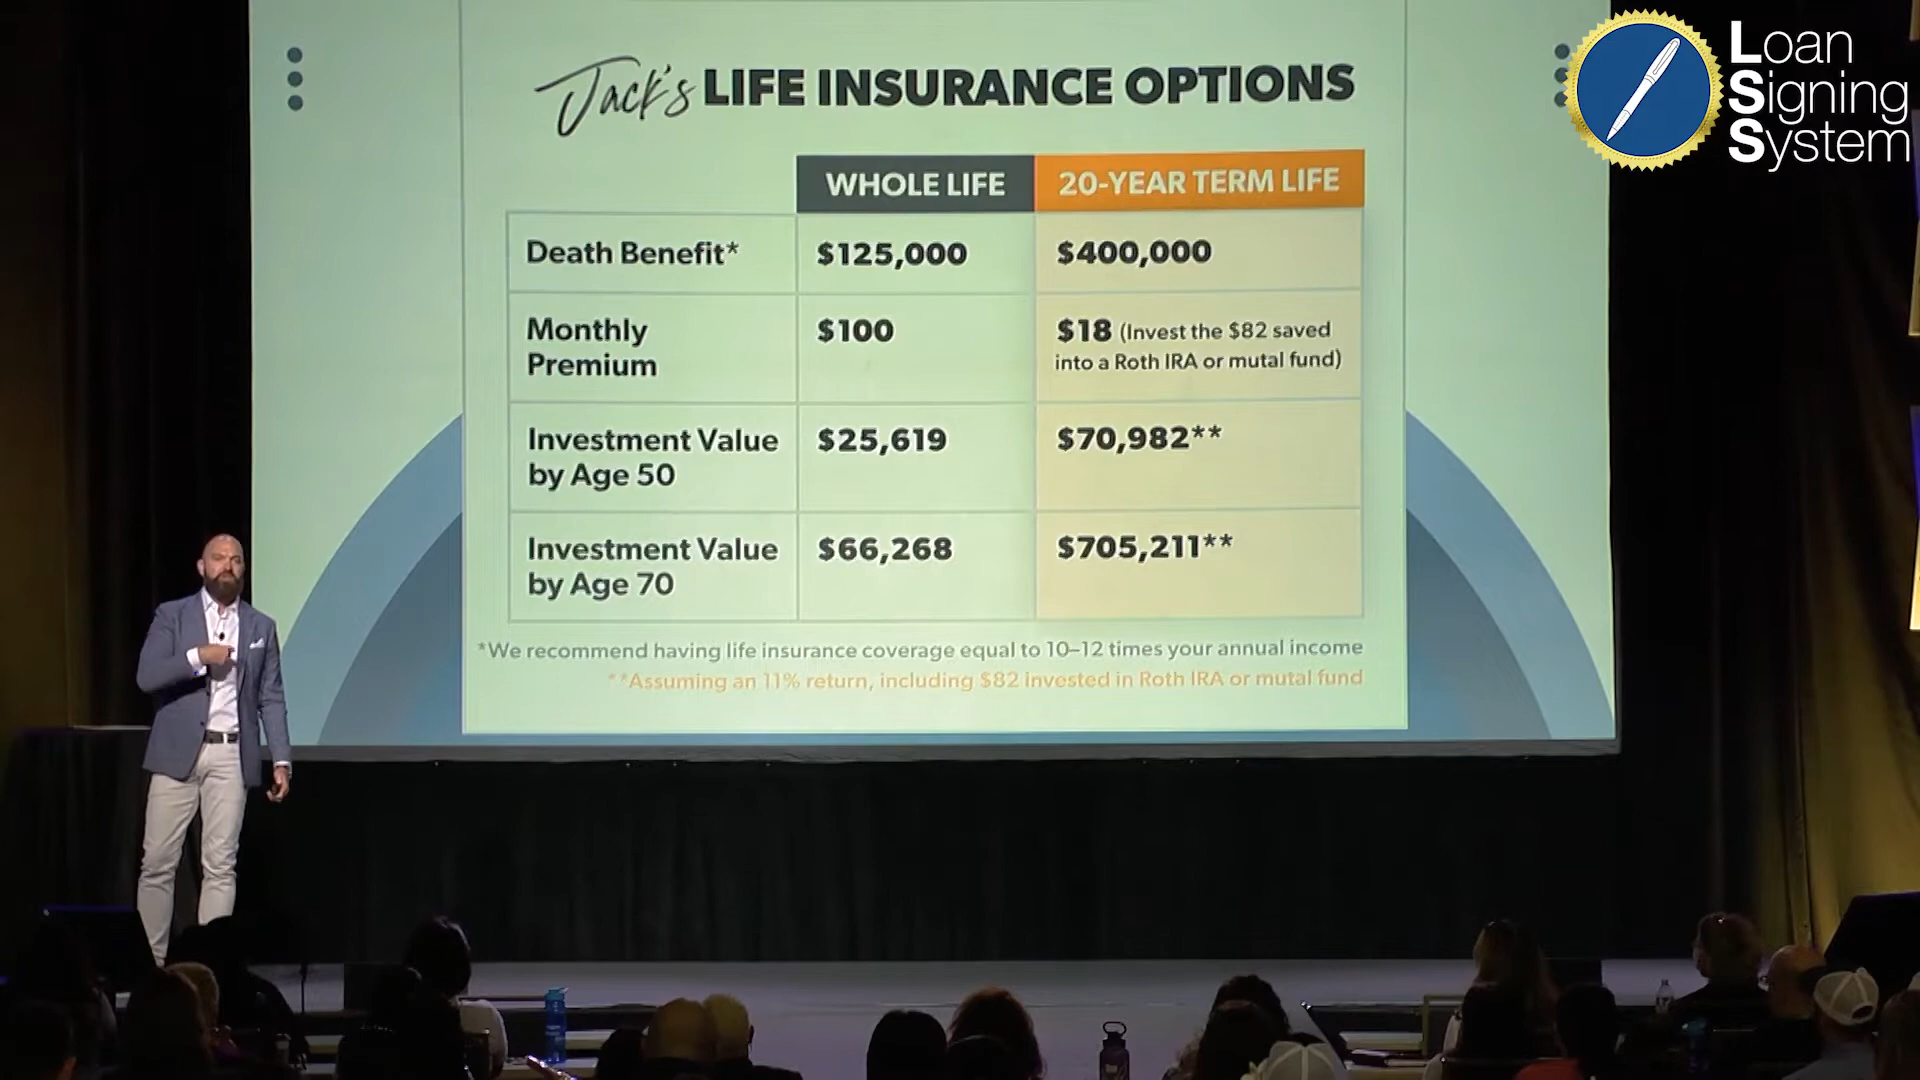 Loan
Signing
System
Jack's LIFE INSURANCE OPTIONS
WHOLE LIFE 20-YEAR TERM LIFE
Death Benefit* $125,000 $400,000
Monthly
Premium
$100
$18 (Invest the $82 saved
into a Roth IRA or mutal fund)
Investment Value
by Age 50
$25,619 $70,982**
Investment Value
by Age 70
$66,268 $705,211**
*We recommend having life insurance coverage equal to 10–12 times your annual income
**Assuming an 11% return, including $82 invested in Roth IRA or mutal fund